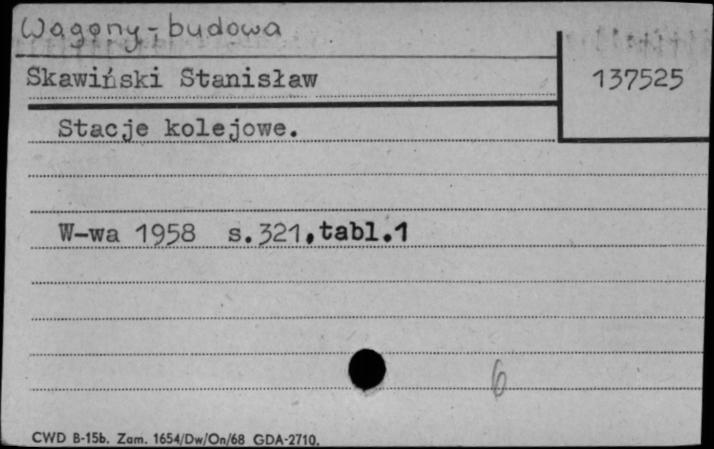 Wagony - budowa
Skawiński Stanisław
137525
Stacje kolejowe.
W-wa 1958 s.321,tabl.1
6
CWD B-15b. Zam. 1654/Dw/On/68 GDA-2710.